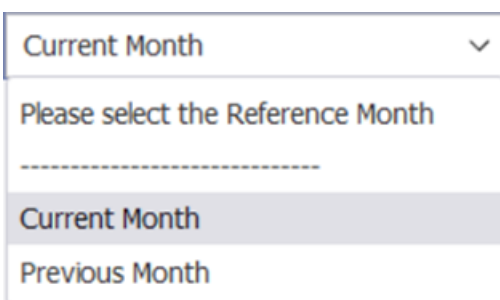 Current Month
Please select the Reference Month
------------------------------
Current Month
Previous Month